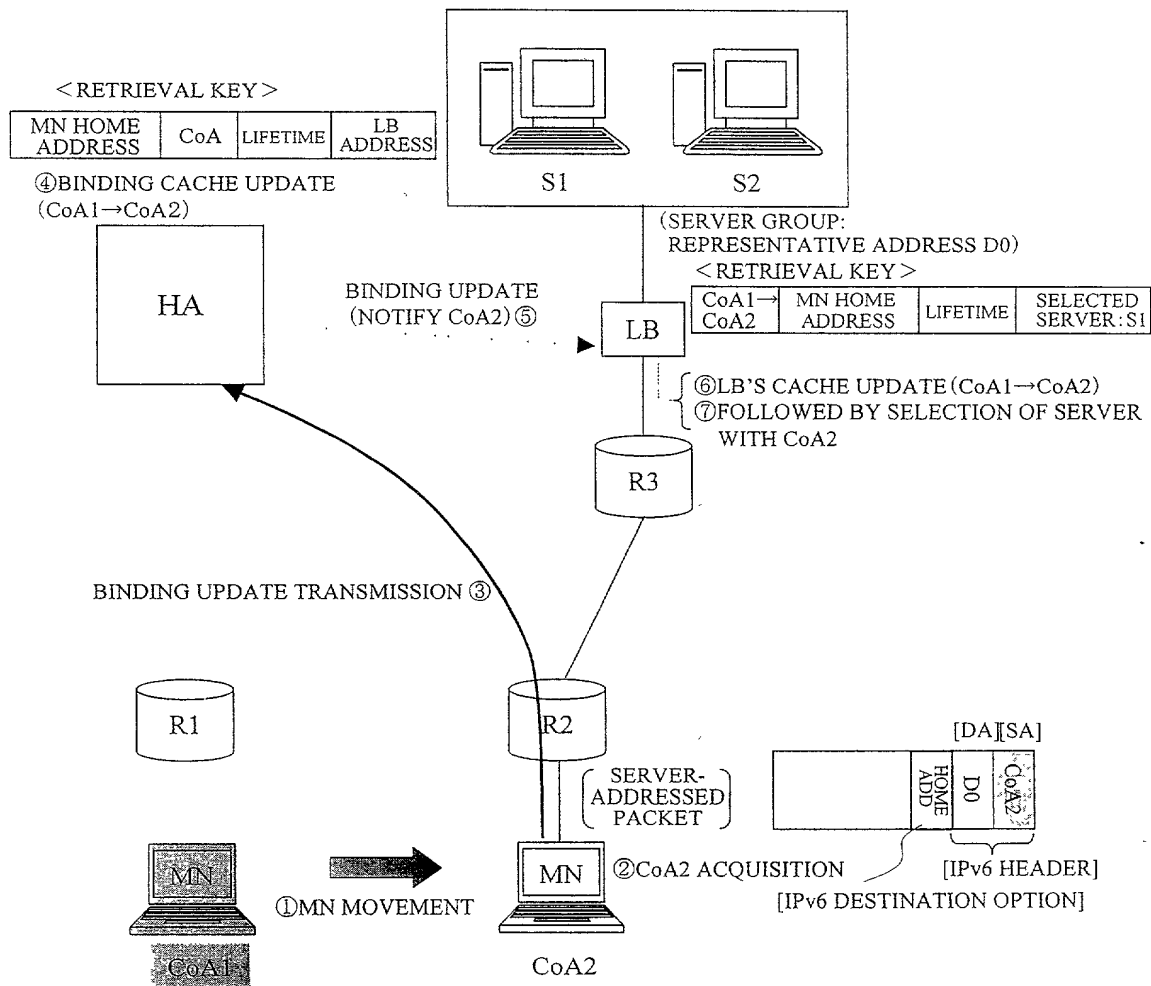 <RETRIEVAL KEY>
MN HOME ADDRESS
CoA
LIFETIME
LB ADDRESS
④BINDING CACHE UPDATE
(CoA1→CoA2)
HA
S1
S2
(SERVER GROUP:
REPRESENTATIVE ADDRESS D0)
<RETRIEVAL KEY>
CoA1→CoA2
MN HOME ADDRESS
LIFETIME
SELECTED SERVER:S1
BINDING UPDATE
(NOTIFY CoA2)⑤
LB
⑥LB'S CACHE UPDATE(CoA1→CoA2)
⑦FOLLOWED BY SELECTION OF SERVER
WITH CoA2
R3
BINDING UPDATE TRANSMISSION ③
R1
R2
SERVER-
ADDRESSED
PACKET
[DA][SA]
HOME ADD
D0
CoA2
[IPv6 HEADER]
[IPv6 DESTINATION OPTION]
MN
①MN MOVEMENT
MN
②CoA2 ACQUISITION
CoA1
CoA2